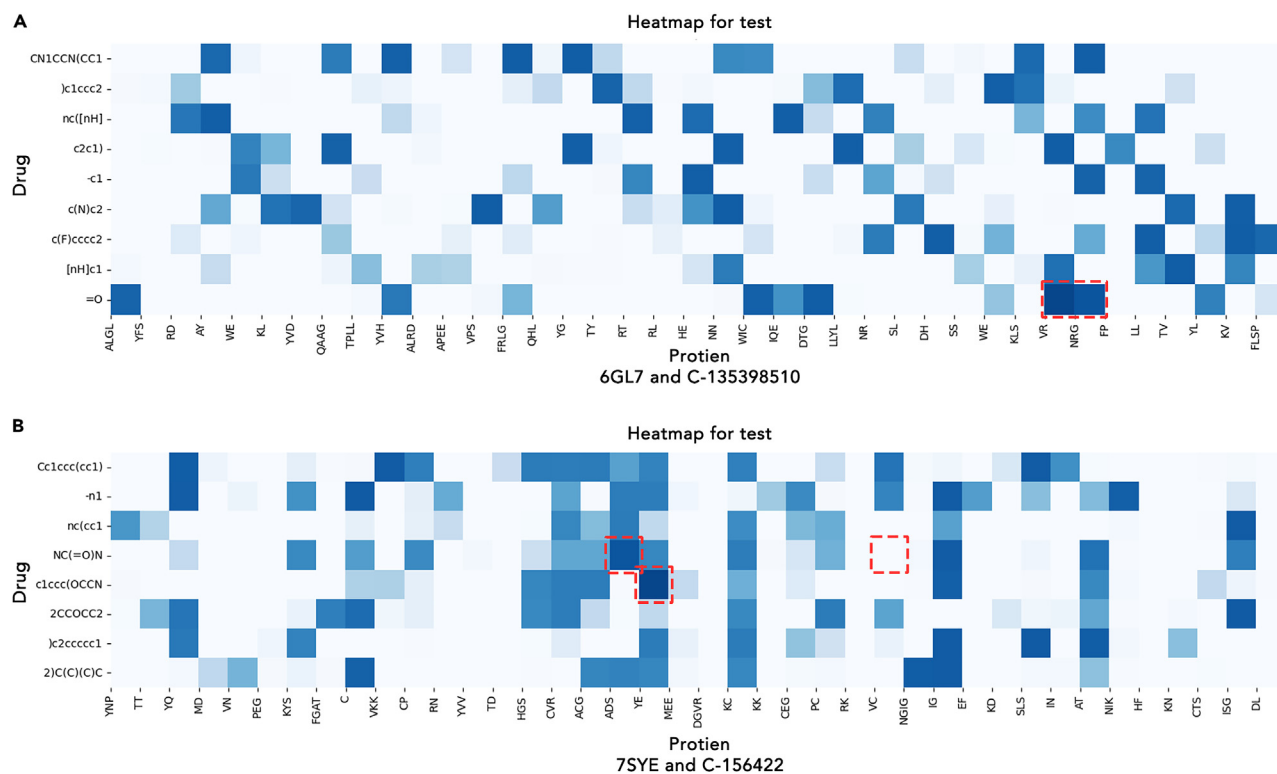 A
Heatmap for test
Drug
CN1CCN(CC1
)c1ccc2
nc([nH]
c2c1)
-c1
c(N)c2
c(F)cccc2
[nH]c1
=O
ALGL YFS RD AY WE KL YVD QAAG TPLL YVH ALRD APEE VPS FRLG QHL YG TY RT RL HE NN WIC IQE DTG LLYL NR SL DH SS WE KLS VR NRG FP LL TV YL KV FLSP
Protien
6GL7 and C-135398510
B
Heatmap for test
Drug
Cc1ccc(cc1)
-n1
nc(cc1
NC(=O)N
c1ccc(OCCN
2CCOCC2
)c2ccccc1
2)C(C)(C)C
YNP TT YQ MD VN PEG KYS FGAT C VKK CP RN YVV TD HGS CVR ACG ADS YE MEE DGVR KC KK CEG PC RK VC NGIG IG EF KD SLS IN AT NIK HF KN CTS ISG DL
Protien
7SYE and C-156422